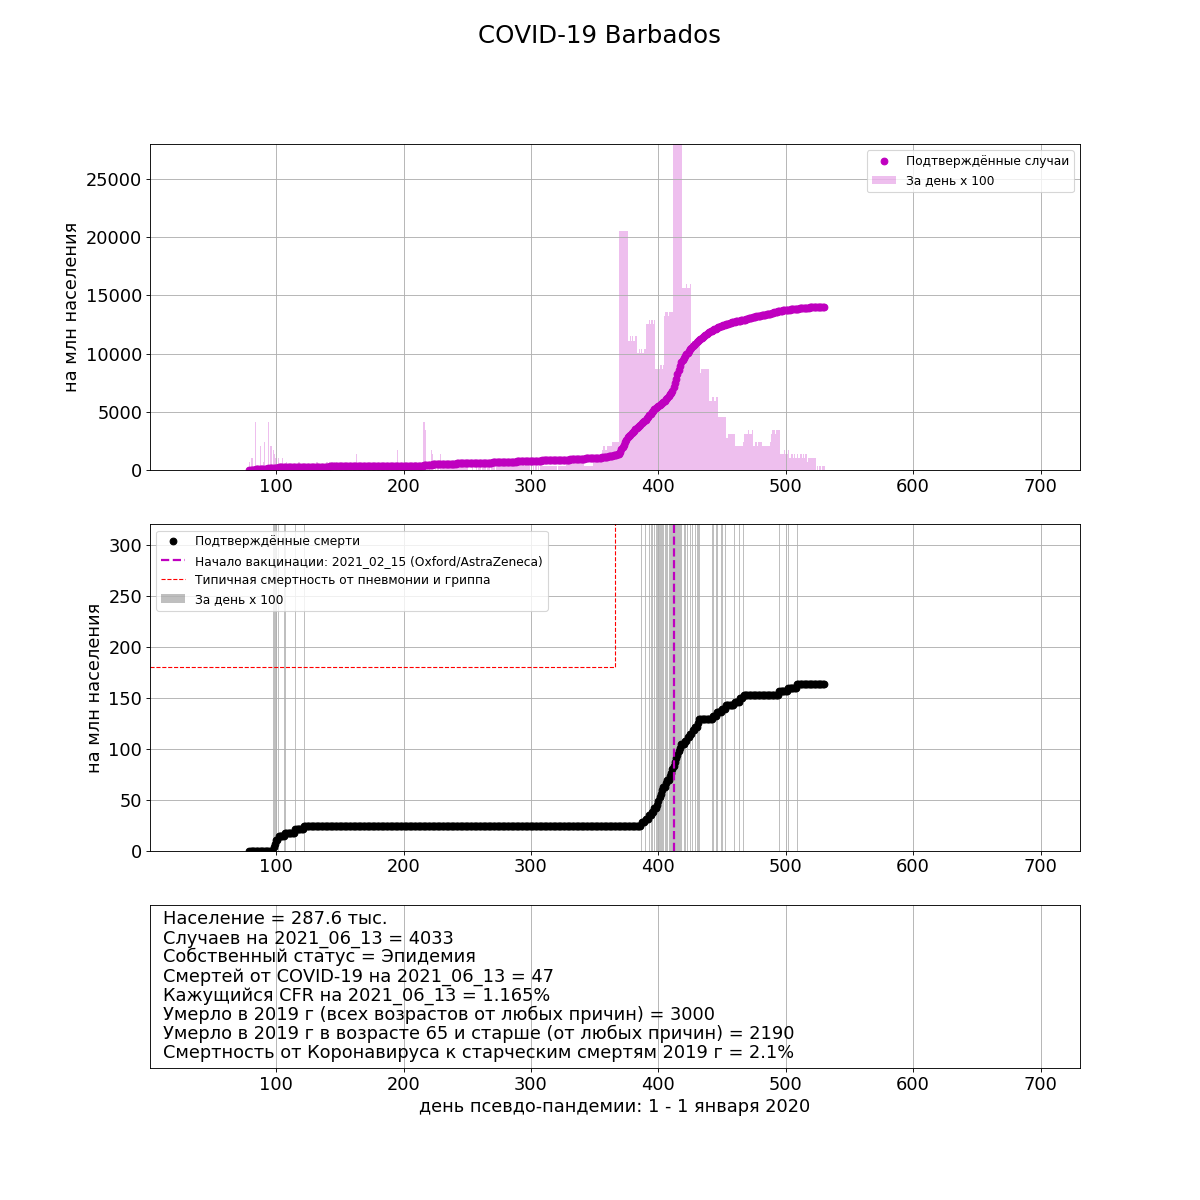 COVID-19 Barbados
на млн населения
25000
20000
15000
10000
5000
0
Подтверждённые случаи
За день x 100
100 200 300 400 500 600 700
на млн населения
300
250
200
150
100
50
0
Подтверждённые смерти
Начало вакцинации: 2021_02_15 (Oxford/AstraZeneca)
Типичная смертность от пневмонии и гриппа
За день x 100
100 200 300 400 500 600 700
Население = 287.6 тыс.
Случаев на 2021_06_13 = 4033
Собственный статус = Эпидемия
Смертей от COVID-19 на 2021_06_13 = 47
Кажущийся CFR на 2021_06_13 = 1.165%
Умерло в 2019 г (всех возрастов от любых причин) = 3000
Умерло в 2019 г в возрасте 65 и старше (от любых причин) = 2190
Смертность от Коронавируса к старческим смертям 2019 г = 2.1%
100 200 300 400 500 600 700
день псевдо-пандемии: 1 - 1 января 2020